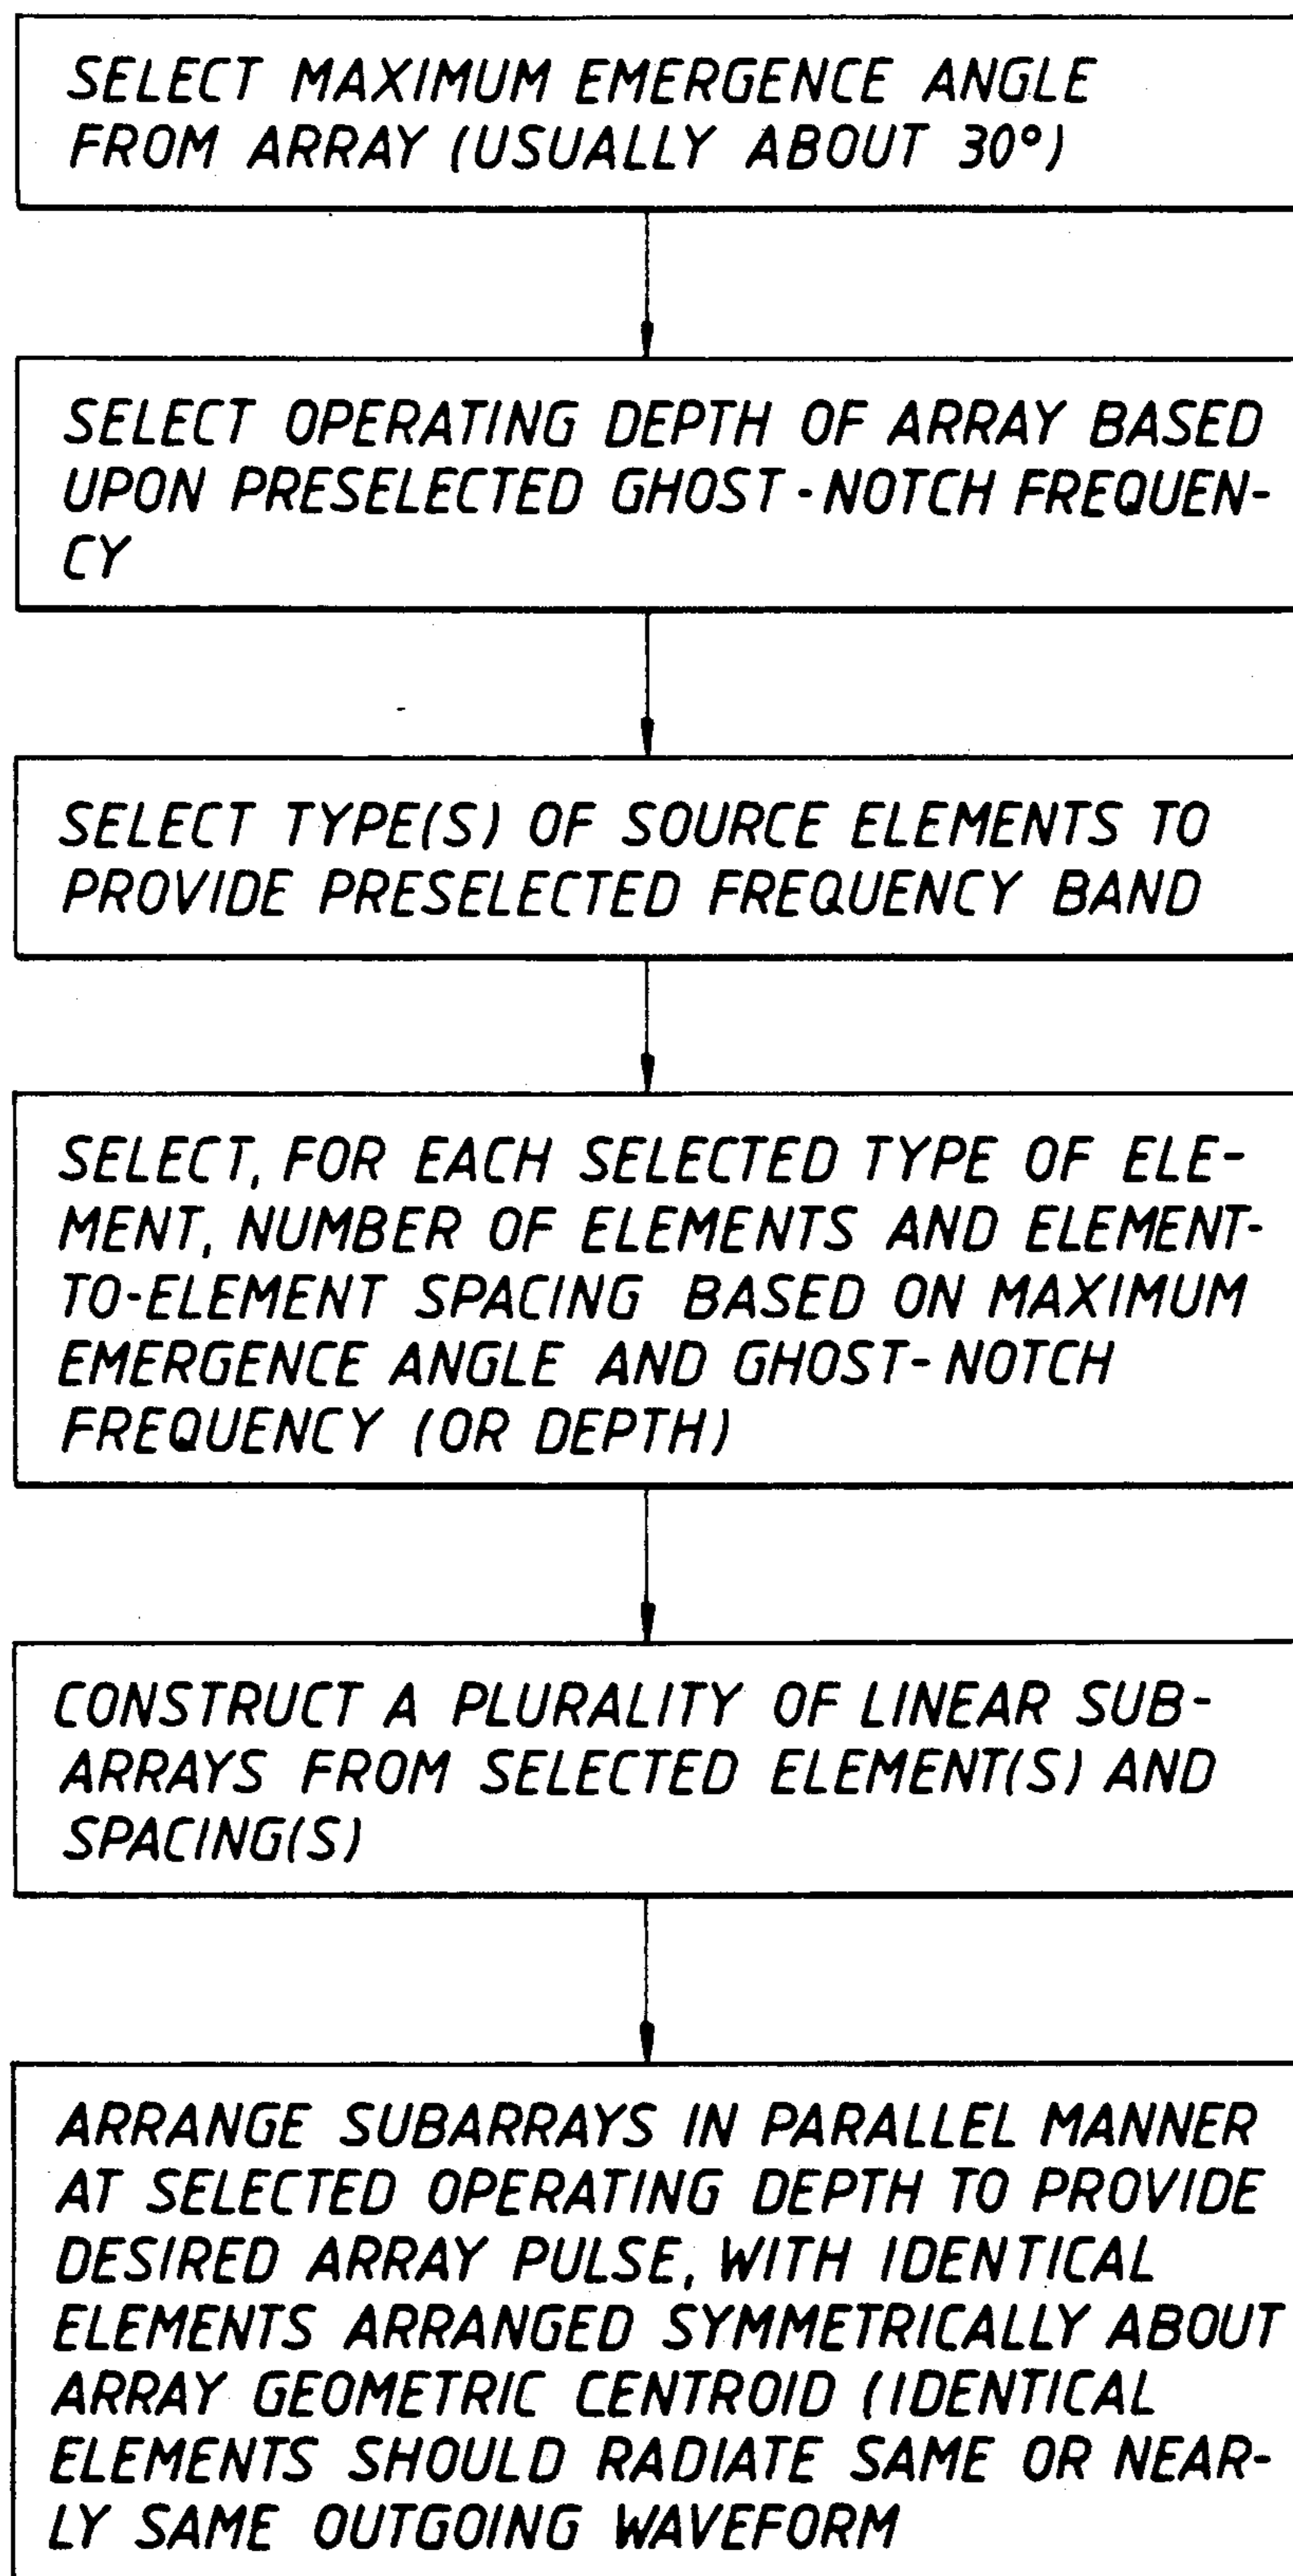 SELECT MAXIMUM EMERGENCE ANGLE
FROM ARRAY (USUALLY ABOUT 30°)
SELECT OPERATING DEPTH OF ARRAY BASED
UPON PRESELECTED GHOST-NOTCH FREQUEN-
CY
SELECT TYPE(S) OF SOURCE ELEMENTS TO
PROVIDE PRESELECTED FREQUENCY BAND
SELECT, FOR EACH SELECTED TYPE OF ELE-
MENT, NUMBER OF ELEMENTS AND ELEMENT-
TO-ELEMENT SPACING BASED ON MAXIMUM
EMERGENCE ANGLE AND GHOST-NOTCH
FREQUENCY (OR DEPTH)
CONSTRUCT A PLURALITY OF LINEAR SUB-
ARRAYS FROM SELECTED ELEMENT(S) AND
SPACING(S)
ARRANGE SUBARRAYS IN PARALLEL MANNER
AT SELECTED OPERATING DEPTH TO PROVIDE
DESIRED ARRAY PULSE, WITH IDENTICAL
ELEMENTS ARRANGED SYMMETRICALLY ABOUT
ARRAY GEOMETRIC CENTROID (IDENTICAL
ELEMENTS SHOULD RADIATE SAME OR NEAR-
LY SAME OUTGOING WAVEFORM